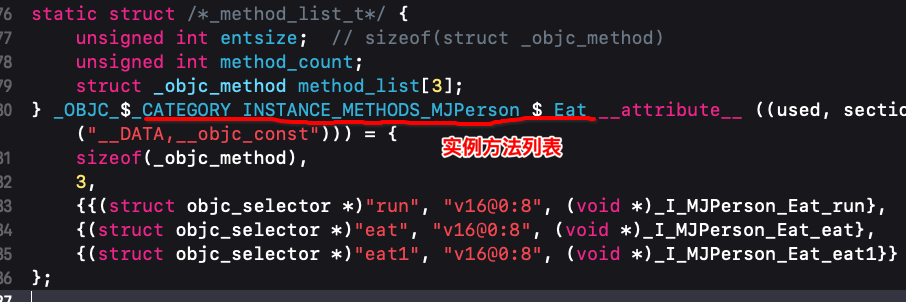 76 static struct /*_method_list_t*/ {
77 unsigned int entsize;  // sizeof(struct _objc_method)
78 unsigned int method_count;
79 struct _objc_method method_list[3];
80 } _OBJC_$_CATEGORY_INSTANCE_METHODS_MJPerson_$_Eat __attribute__ ((used, sectio
("__DATA,__objc_const"))) = {
实例方法列表
81 sizeof(_objc_method),
82 3,
83 {{(struct objc_selector *)"run", "v16@0:8", (void *)_I_MJPerson_Eat_run},
84 {(struct objc_selector *)"eat", "v16@0:8", (void *)_I_MJPerson_Eat_eat},
85 {(struct objc_selector *)"eat1", "v16@0:8", (void *)_I_MJPerson_Eat_eat1}}
86 };
87